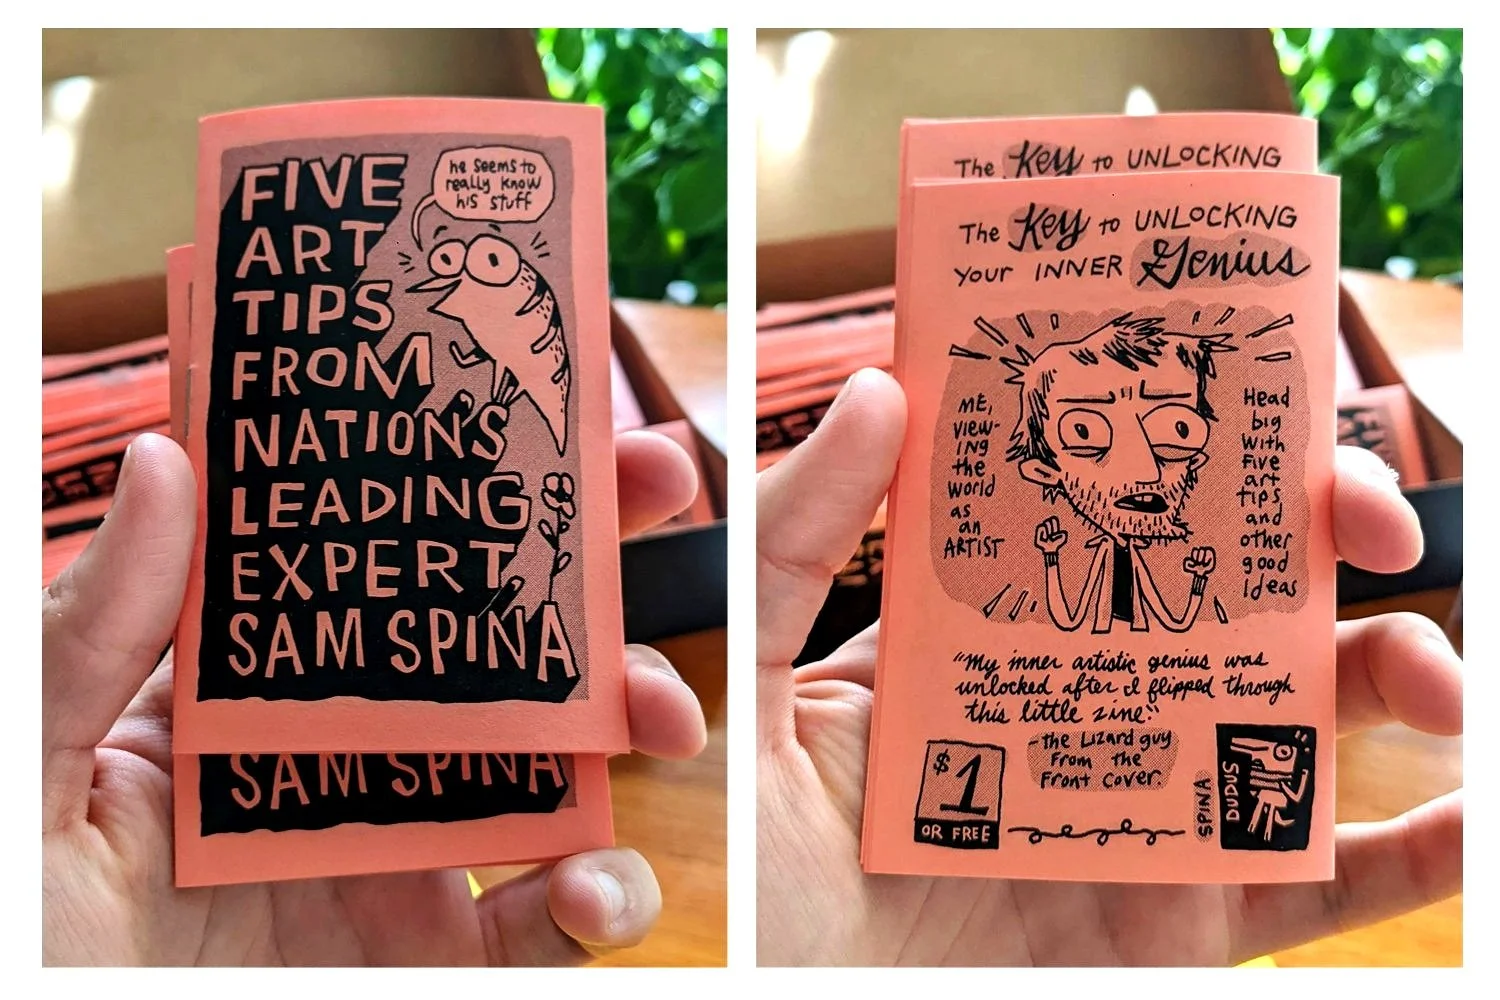 FIVE
ART
TIPS
FROM
NATION'S
LEADING
EXPERT
SAM SPINA
he seems to
really know
his stuff
SAM SPINA
The Key to UNLOCKING
The Key to UNLOCKING
YOUR INNER Genius
ME,
VIEW-
ING
the
World
as
an
ARTIST
Head
big
With
Five
art
tips
and
other
good
ideas
"My inner artistic genius was
unlocked after I flipped through
this little zine."
-the Lizard guy
From the
Front Cover.
$1
OR FREE
SPINA
DUDUS